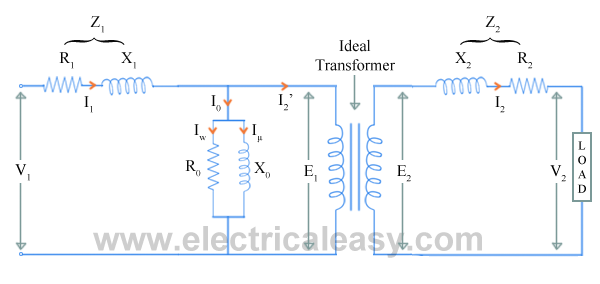 Z1
Z2
R1
X1
Ideal
Transformer
X2
R2
I1
I0
I2'
I2
Iw
Iμ
V1
R0
X0
E1
E2
V2
LOAD
www.electricaleasy.com